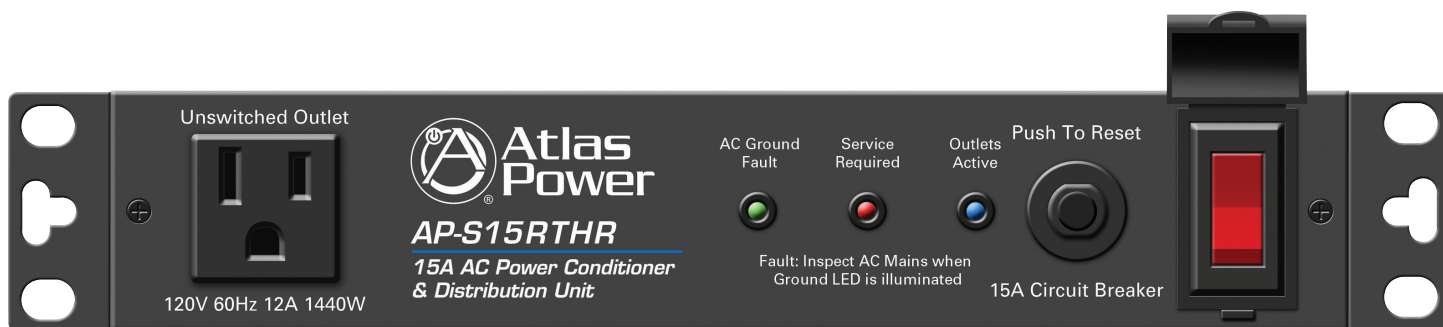 Unswitched Outlet
120V 60Hz 12A 1440W
Atlas
Power
®
AP-S15RTHR
15A AC Power Conditioner
& Distribution Unit
AC Ground
Fault
Service
Required
Outlets
Active
Fault: Inspect AC Mains when
Ground LED is illuminated
Push To Reset
15A Circuit Breaker